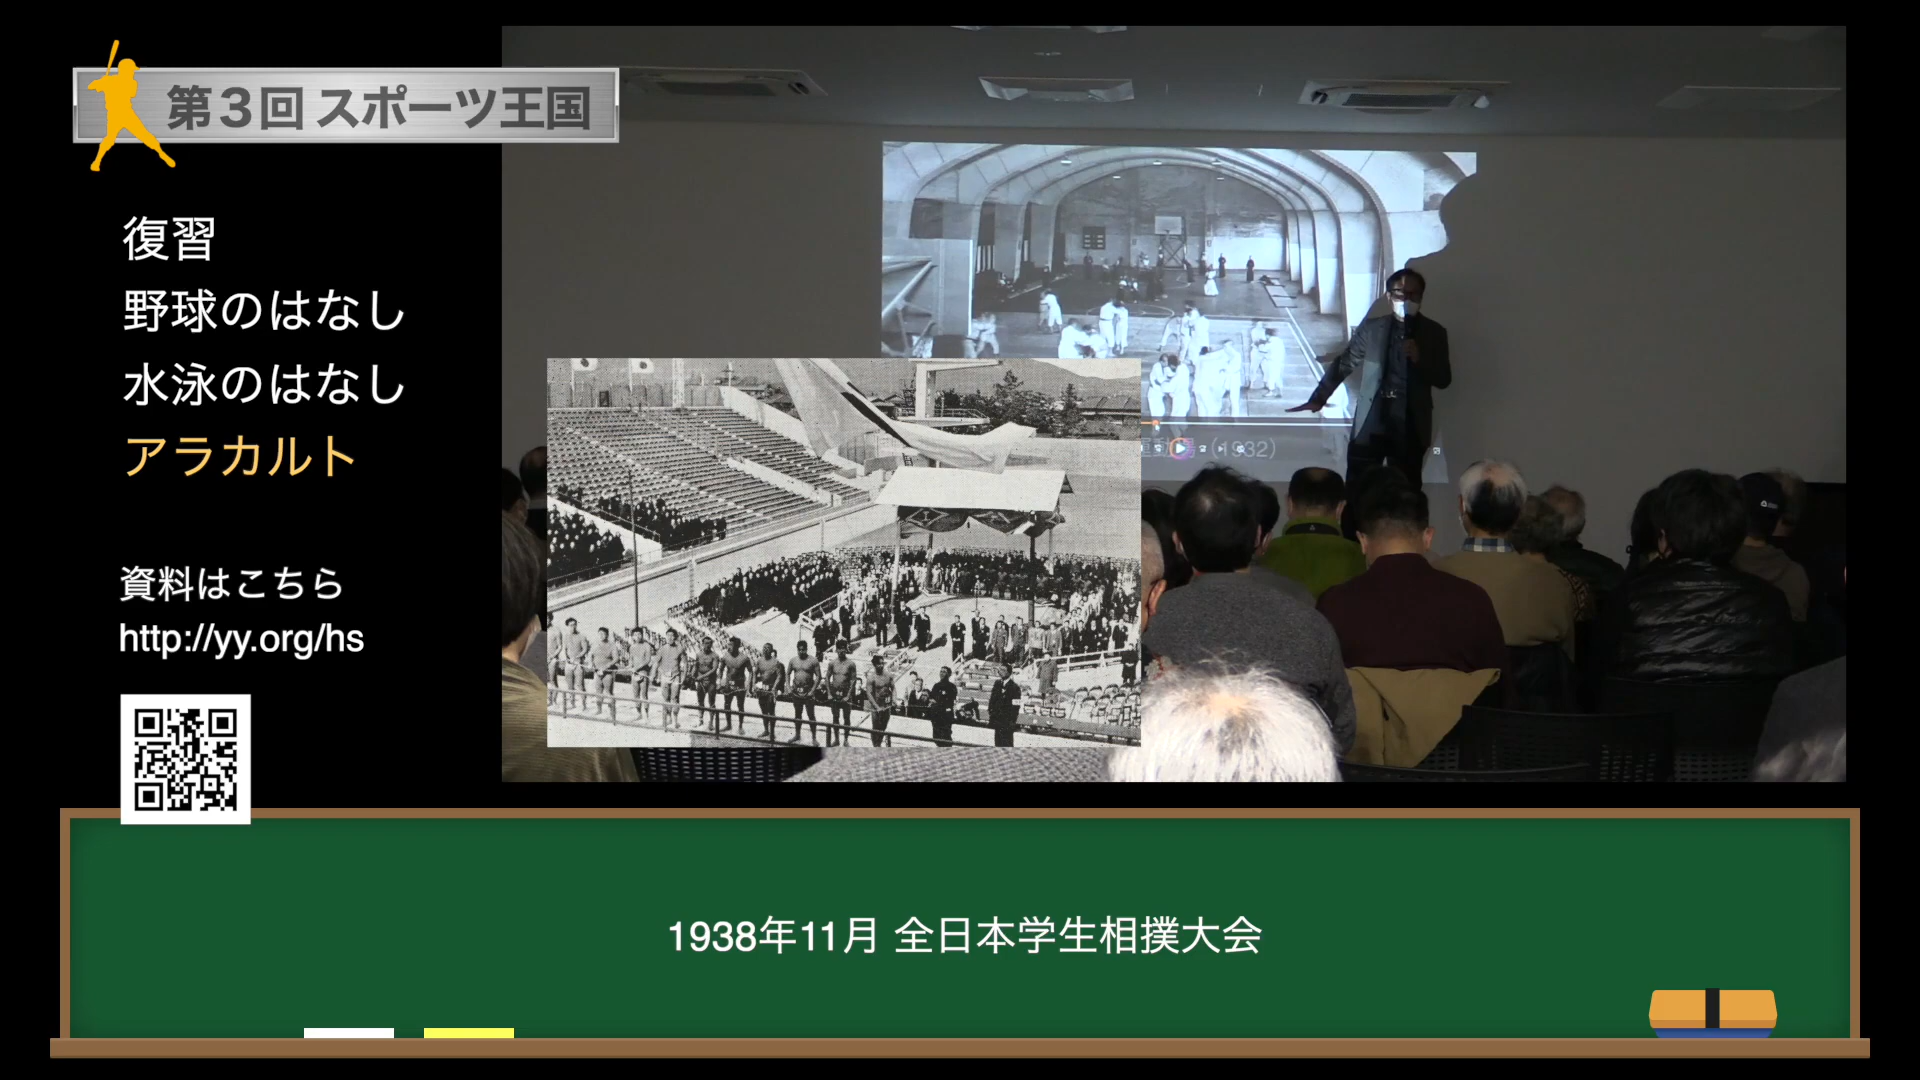 第3回 スポーツ王国
復習
野球のはなし
水泳のはなし
アラカルト
資料はこちら
http://yy.org/hs
(1932)
1938年11月 全日本学生相撲大会